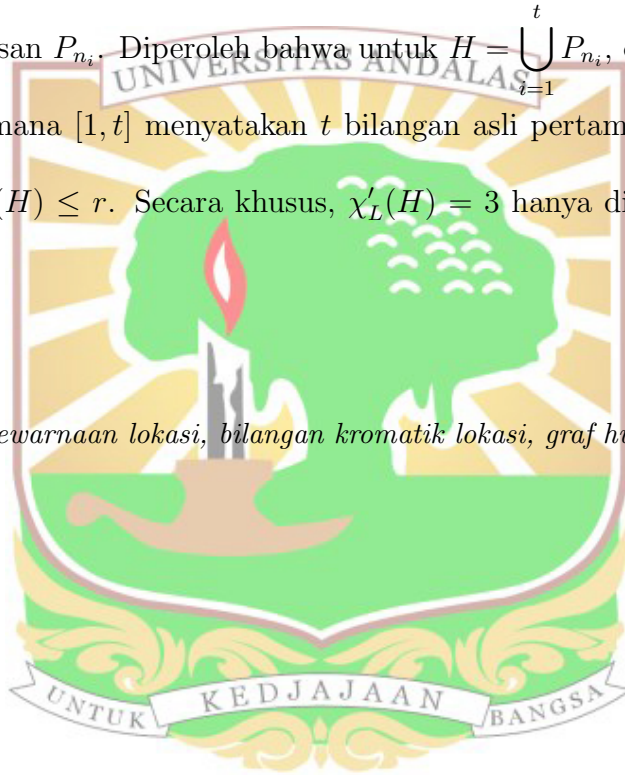 san $P_{n_i}$. Diperoleh bahwa untuk $H = \bigcup_{i=1}^{t} P_{n_i}$,
UNIVERSITAS ANDALAS
mana $[1, t]$ menyatakan $t$ bilangan asli pertam
$(H) \leq r$. Secara khusus, $\chi'_L(H) = 3$ hanya di
ewarnaan lokasi, bilangan kromatik lokasi, graf hu
UNTUK KEDJAJAAN BANGSA